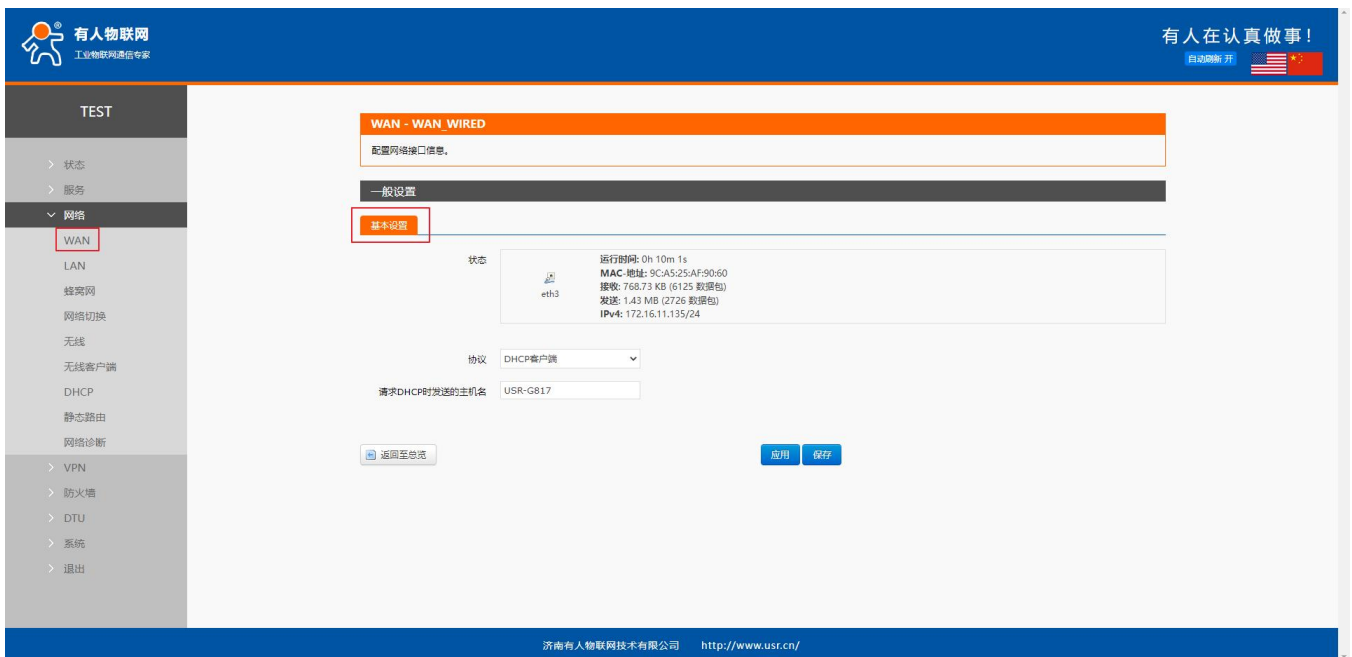 有人物联网
工业物联网通信专家
有人在认真做事!
自动刷新 开
TEST
状态
服务
网络
WAN
LAN
蜂窝网
网络切换
无线
无线客户端
DHCP
静态路由
网络诊断
VPN
防火墙
DTU
系统
退出
WAN - WAN_WIRED
配置网络接口信息。
一般设置
基本设置
状态
eth3
运行时间: 0h 10m 1s
MAC-地址: 9C:A5:25:AF:90:60
接收: 768.73 KB (6125 数据包)
发送: 1.43 MB (2726 数据包)
IPv4: 172.16.11.135/24
协议 DHCP客户端
请求DHCP时发送的主机名 USR-G817
返回至总览 应用 保存
济南有人物联网技术有限公司 http://www.usr.cn/